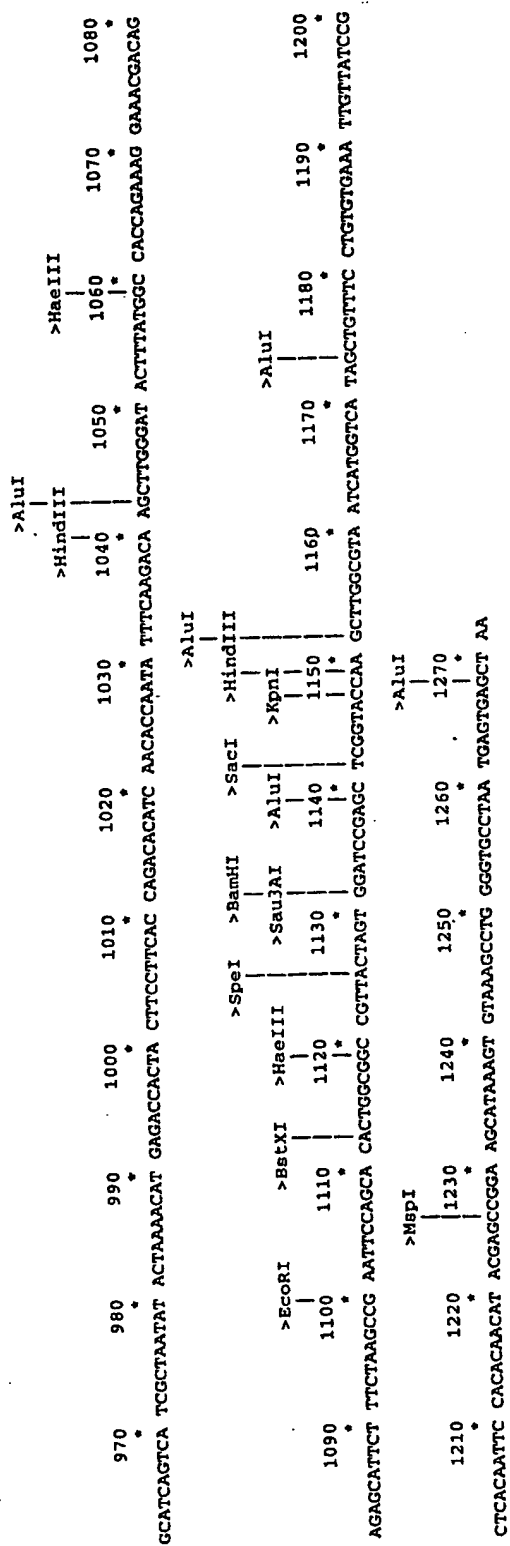 >AluI
>HindIII >HaeIII
970 980 990 1000 1010 1020 1030 1040 1050 1060 1070 1080
* * * * * * * * * * * *
GCATCAGTCA TCGCTAATAT ACTAAAACAT GAGACCACTA CTTCCTTCAC CAGACACATC AACACCAATA TTTCAAGACA AGCTTGGGAT ACTTTATGGC CACCAGAAAG GAAACGACAG
>AluI
>SpeI >BamHI >SacI >HindIII
>EcoRI >BstXI >HaeIII >Sau3AI >AluI >KpnI >AluI
1090 1100 1110 1120 1130 1140 1150 1160 1170 1180 1190 1200
* * * * * * * * * * * *
AGAGCATTCT TTCTAAGCCG AATTCCAGCA CACTGGCGGC CGTTACTAGT GGATCCGAGC TCGGTACCAA GCTTGGCGTA ATCATGGTCA TAGCTGTTTC CTGTGTGAAA TTGTTATCCG
>MspI >AluI
1210 1220 1230 1240 1250 1260 1270
* * * * * * *
CTCACAATTC CACACAACAT ACGAGCCGGA AGCATAAAGT GTAAAGCCTG GGGTGCCTAA TGAGTGAGCT AA